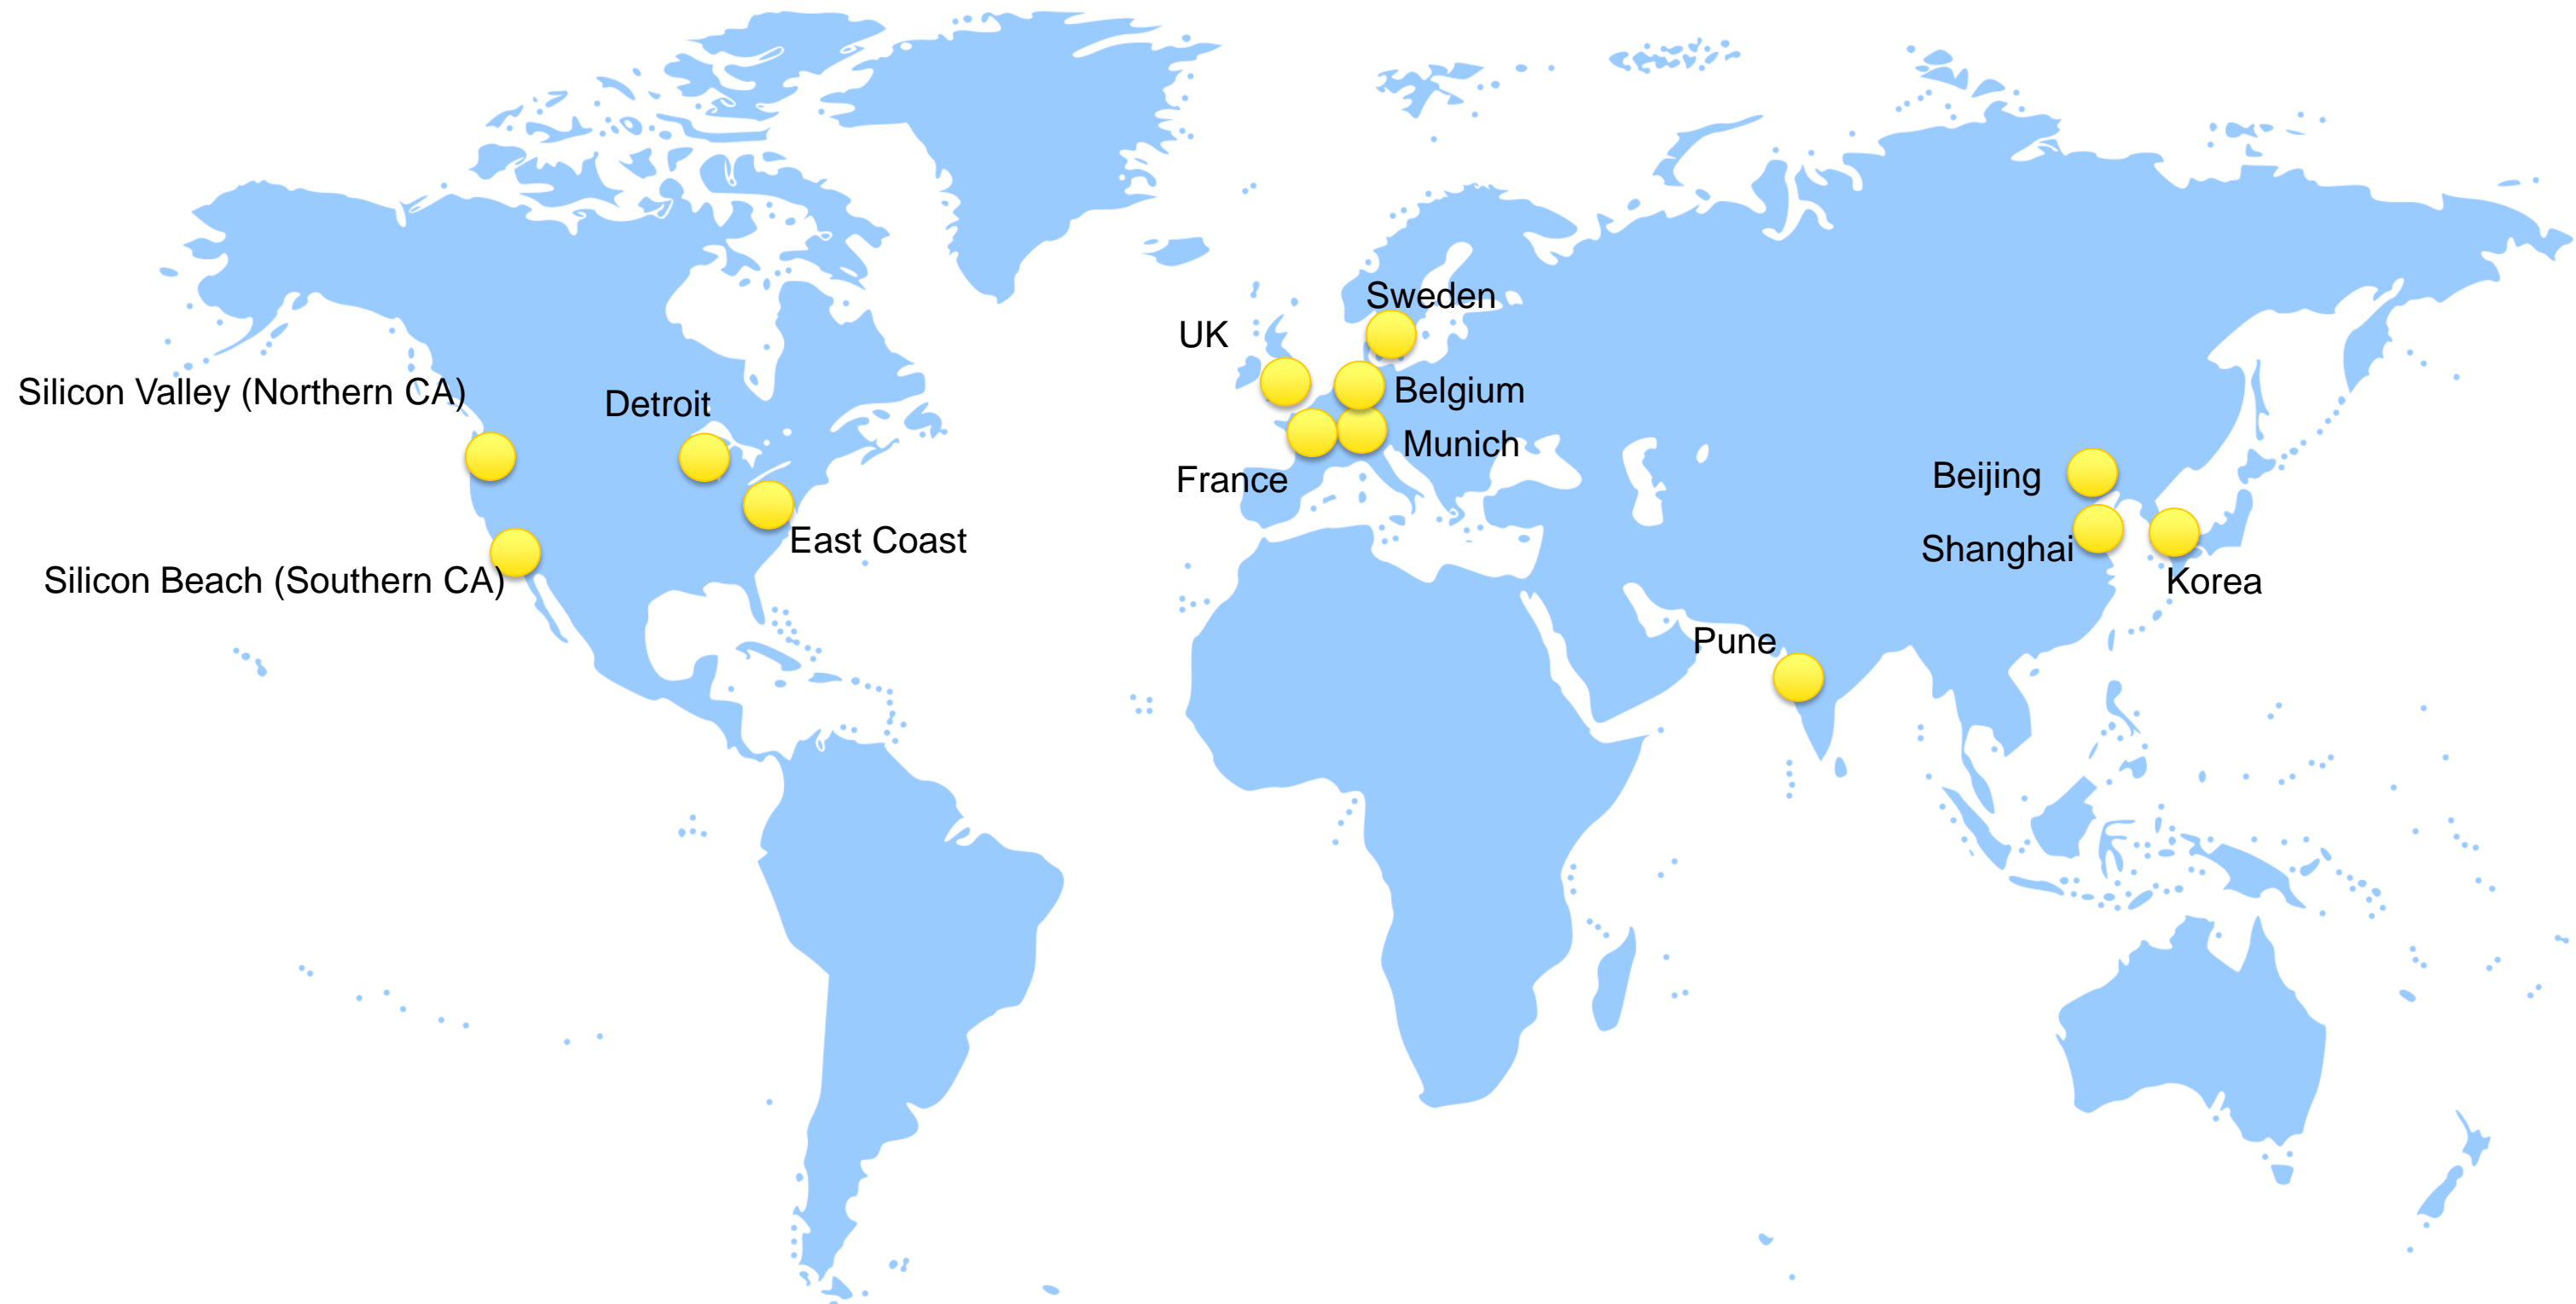 Sweden
UK
Silicon Valley (Northern CA)
Detroit
Belgium
Munich
France
Beijing
East Coast
Shanghai
Silicon Beach (Southern CA)
Korea
Pune